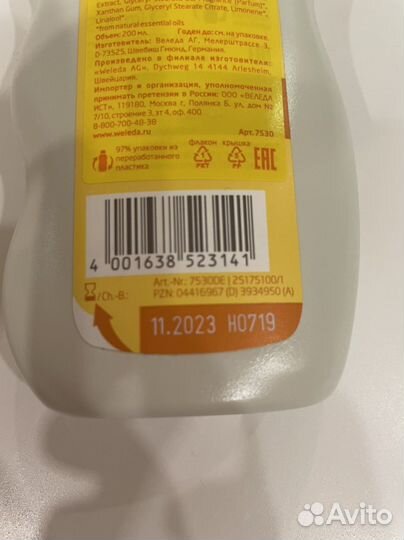 Xanthan Gum, Glyceryl Stearate Citrate, Limonene*,
Linalool*
*from natural essential oils
Объем: 200 мл. Годен до: см. на упаковке.
Изготовитель: Веледа АГ, Мелерштрассе 3,
D-73525, Швебиш Гмюнд, Германия.
Произведено в филиале изготовителя:
«Weleda AG», Dychweg 14 4144 Arlesheim,
Швейцария.
Импортер и организация, уполномоченная
принимать претензии в России: ООО «ВЕЛЕДА
ИСТ», 119180, Москва г, Полянка Б. ул, дом №
7/10, строение 3, эт 4, оф. 400
8-800-700-48-38
www.weleda.ru Арт. 7530
97% упаковки из
переработанного
пластика
флакон
1
PET
крышка
5
PP
EAC
4 001638 523141
Art.-Nr.: 7530DE | 25175100/1
PZN: 04416967 (D) 3934950 (A)
/Ch.-B.:
11.2023 H0719
Avito